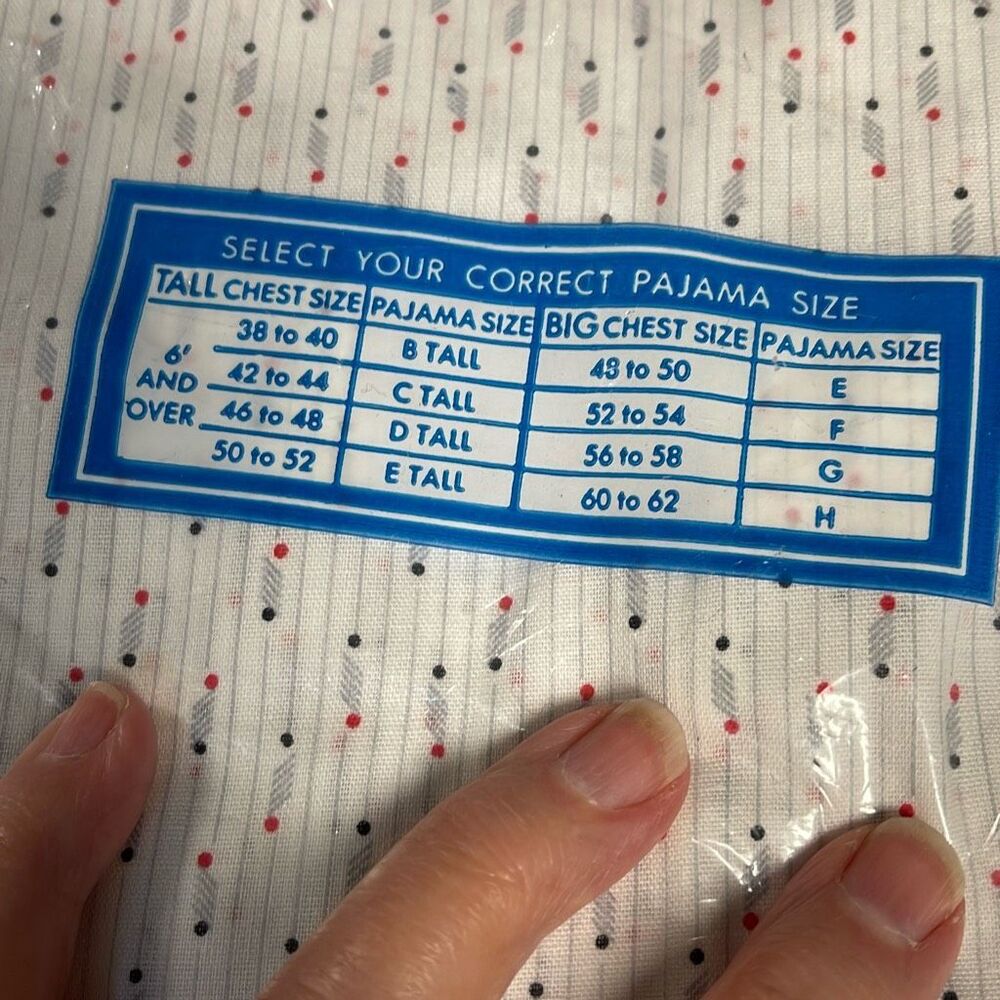 SELECT YOUR CORRECT PAJAMA SIZE
TALL CHEST SIZE PAJAMA SIZE BIG CHEST SIZE PAJAMA SIZE
6' AND OVER
38 to 40 B TALL 48 to 50 E
42 to 44 C TALL 52 to 54 F
46 to 48 D TALL 56 to 58 G
50 to 52 E TALL 60 to 62 H